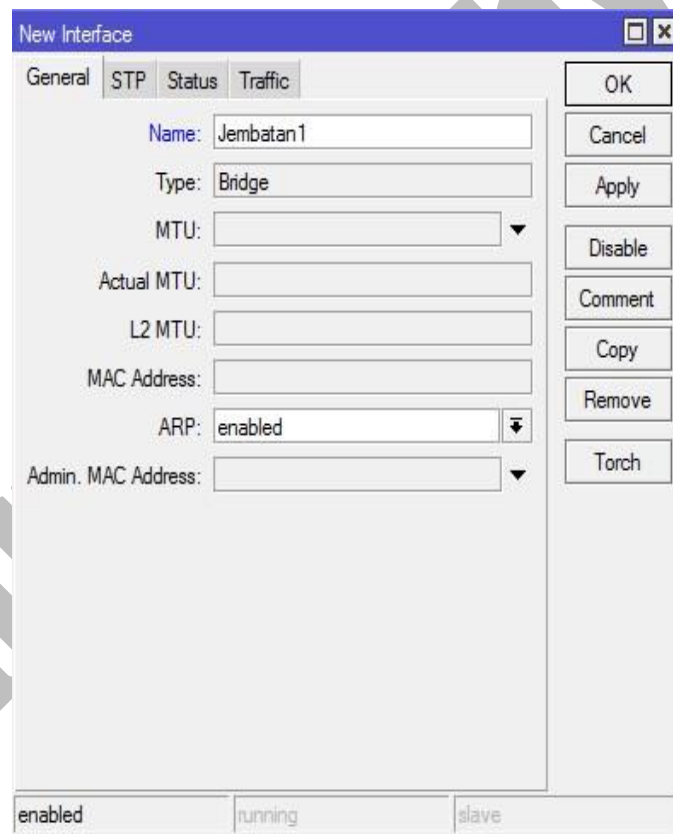 New Interface
General STP Status Traffic
Name: Jembatan1
Type: Bridge
MTU:
Actual MTU:
L2 MTU:
MAC Address:
ARP: enabled
Admin. MAC Address:
OK
Cancel
Apply
Disable
Comment
Copy
Remove
Torch
enabled running slave